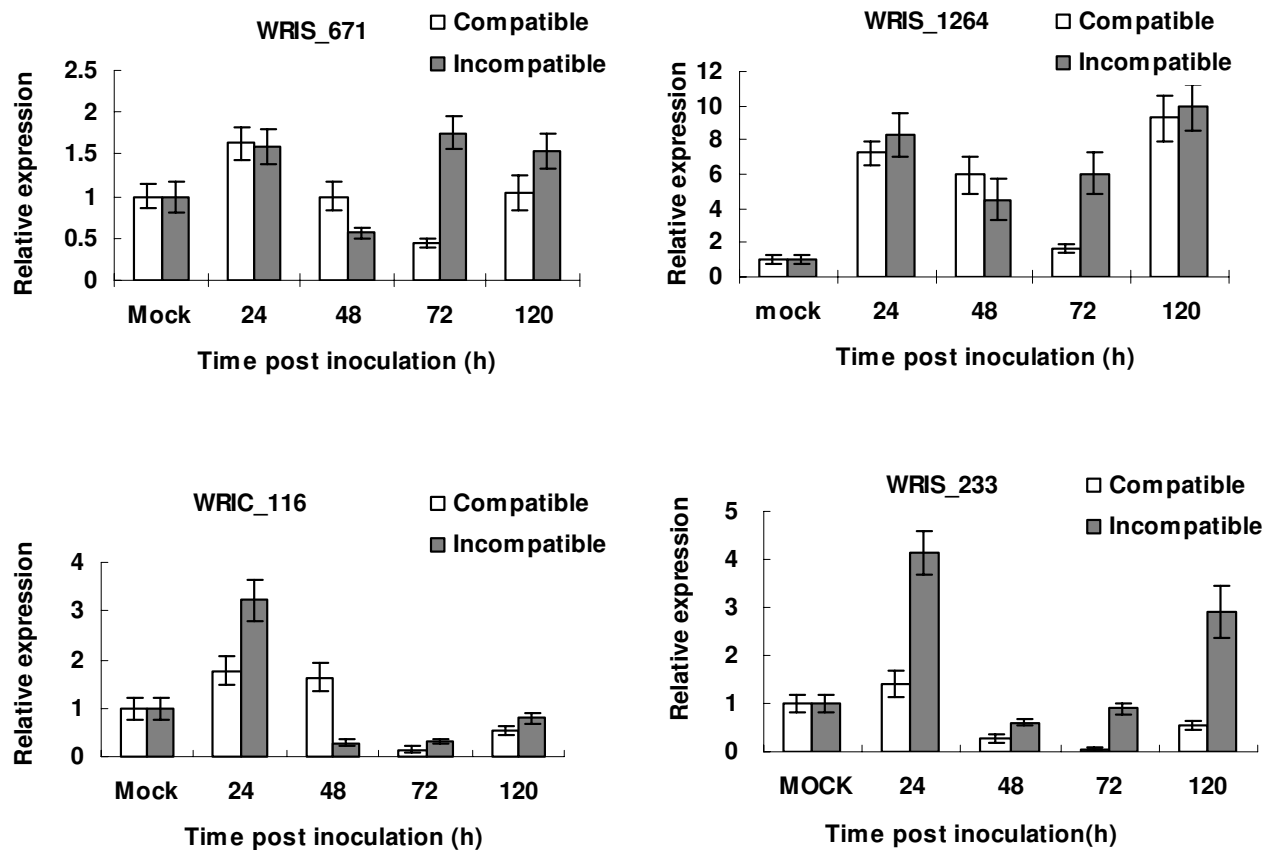 WRIS_671
Compatible
Incompatible
Relative expression
2.5
2
1.5
1
0.5
0
Mock 24 48 72 120
Time post inoculation (h)
WRIS_1264
Compatible
Incompatible
Relative expression
12
10
8
6
4
2
0
mock 24 48 72 120
Time post inoculation (h)
WRIC_116
Compatible
Incompatible
Relative expression
4
3
2
1
0
Mock 24 48 72 120
Time post inoculation (h)
WRIS_233
Compatible
Incompatible
Relative expression
5
4
3
2
1
0
MOCK 24 48 72 120
Time post inoculation(h)